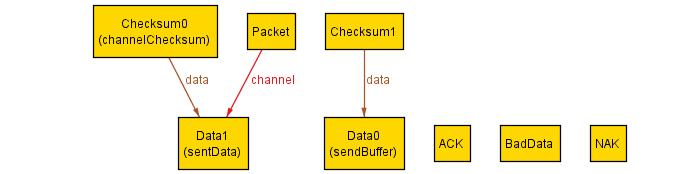 Checksum0
(channelChecksum)
Packet
Checksum1
data
channel
data
Data1
(sentData)
Data0
(sendBuffer)
ACK
BadData
NAK